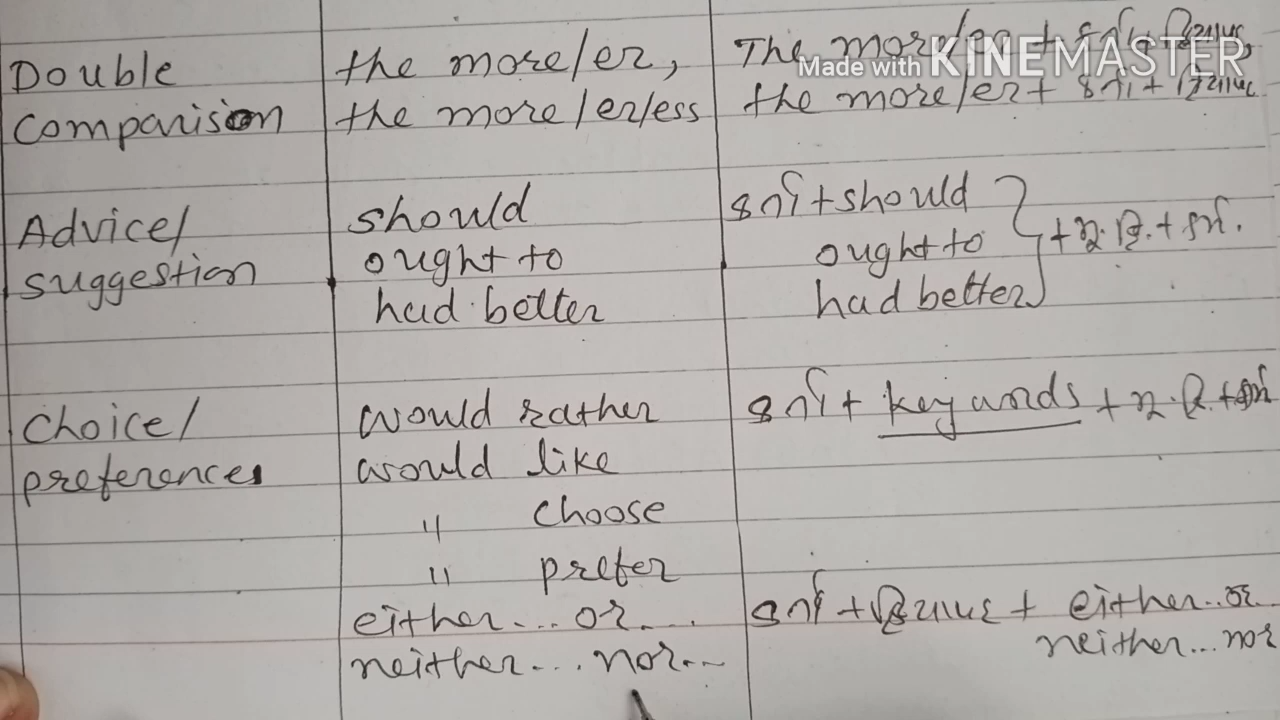 Double
comparison
the more/er,
the more/er/less
The more/er + કર્તા + ક્રિયાપદ,
the more/er + કર્તા + ક્રિયાપદ
Made with KINEMASTER
Advice/
suggestion
should
ought to
had better
કર્તા + should
ought to
had better
Choice/
preferences
would rather
would like
" choose
" prefer
either... or....
neither... nor...
કર્તા + key words +
કર્તા + ક્રિયાપદ + either.. or..
neither... nor